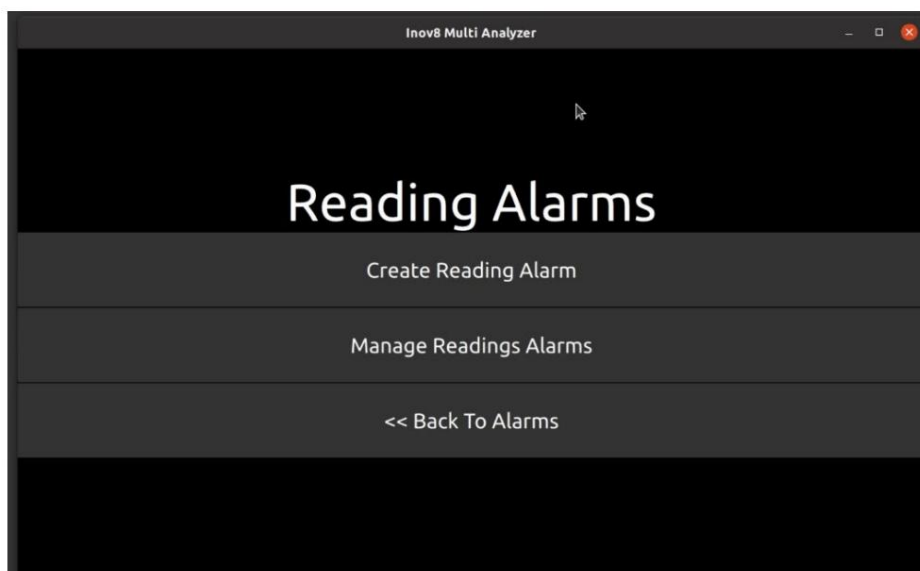 Inov8 Multi Analyzer
Reading Alarms
Create Reading Alarm
Manage Readings Alarms
<< Back To Alarms